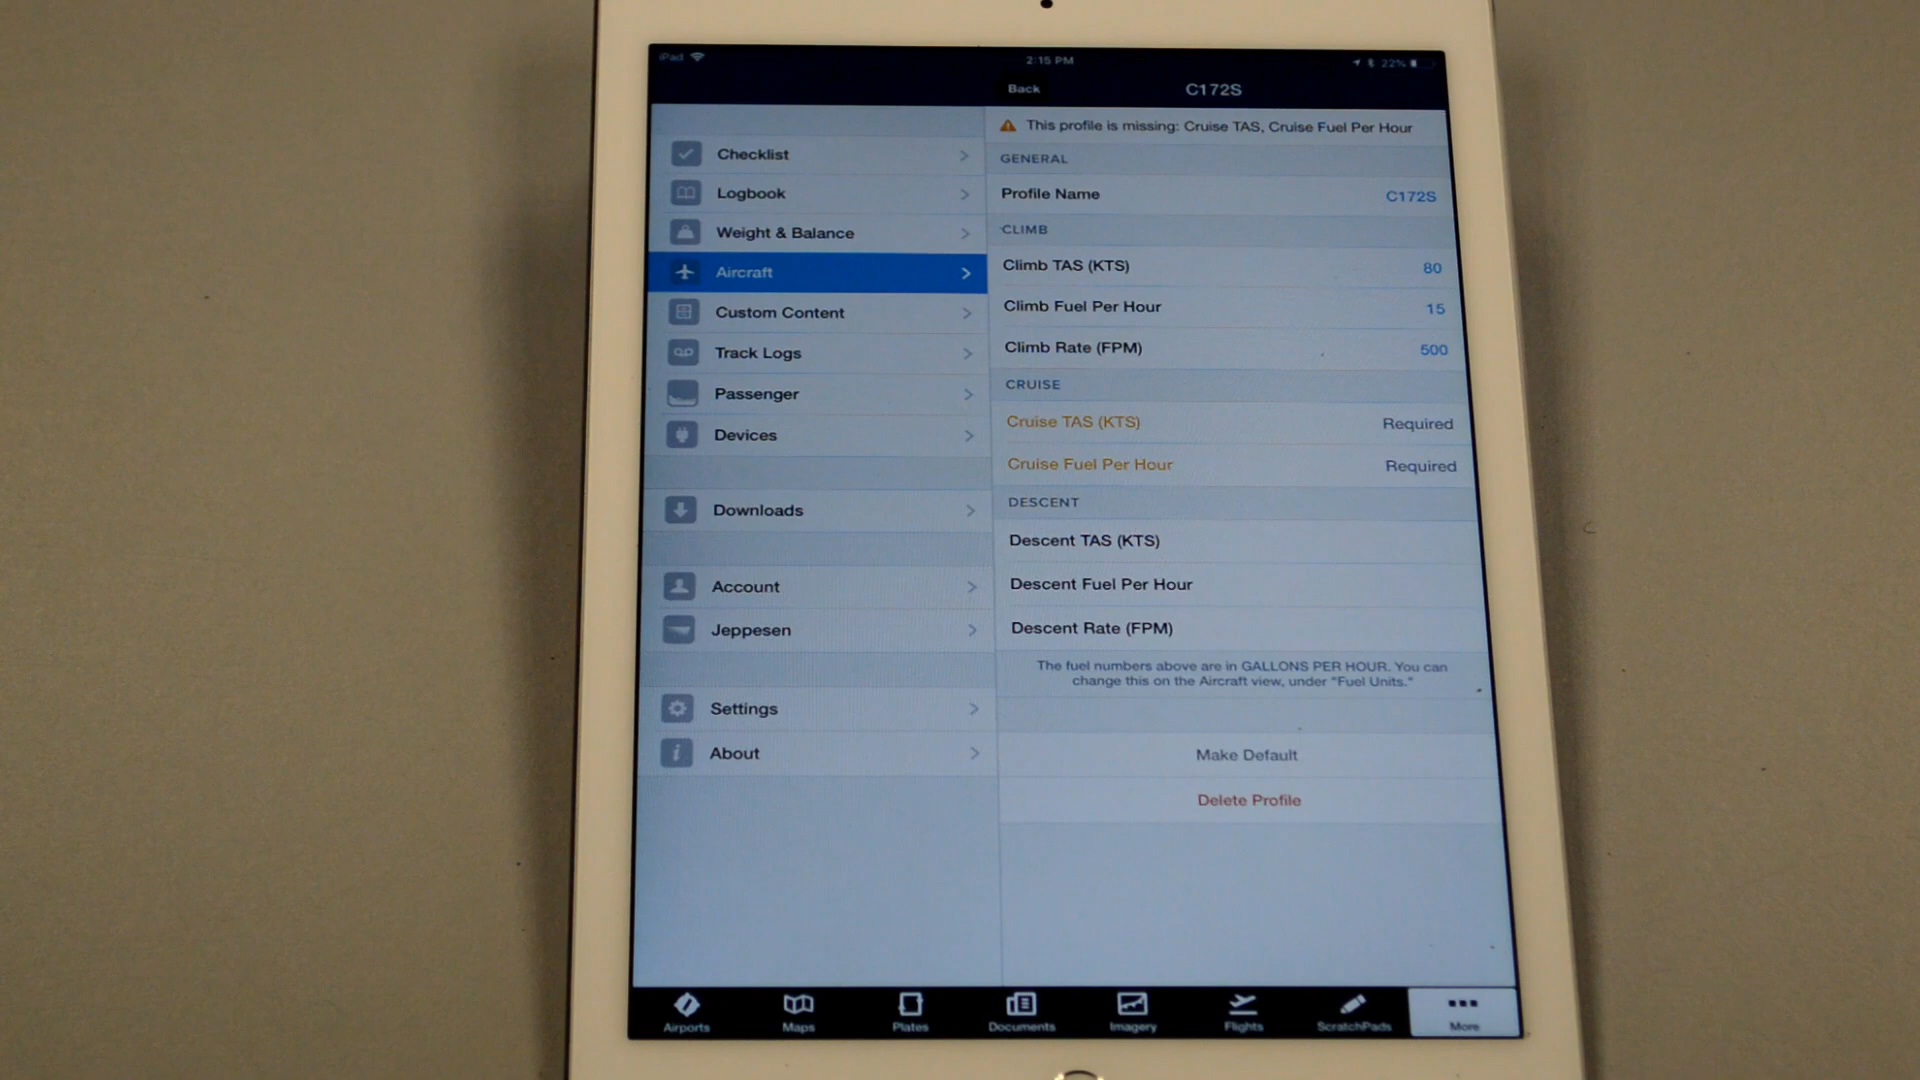 iPad
2:15 PM
22%
Back
C172S
Checklist
Logbook
Weight & Balance
Aircraft
Custom Content
Track Logs
Passenger
Devices
Downloads
Account
Jeppesen
Settings
About
This profile is missing: Cruise TAS, Cruise Fuel Per Hour
GENERAL
Profile Name C172S
CLIMB
Climb TAS (KTS) 80
Climb Fuel Per Hour 15
Climb Rate (FPM) 500
CRUISE
Cruise TAS (KTS) Required
Cruise Fuel Per Hour Required
DESCENT
Descent TAS (KTS)
Descent Fuel Per Hour
Descent Rate (FPM)
The fuel numbers above are in GALLONS PER HOUR. You can
change this on the Aircraft view, under "Fuel Units."
Make Default
Delete Profile
Airports
Maps
Plates
Documents
Imagery
Flights
ScratchPads
More